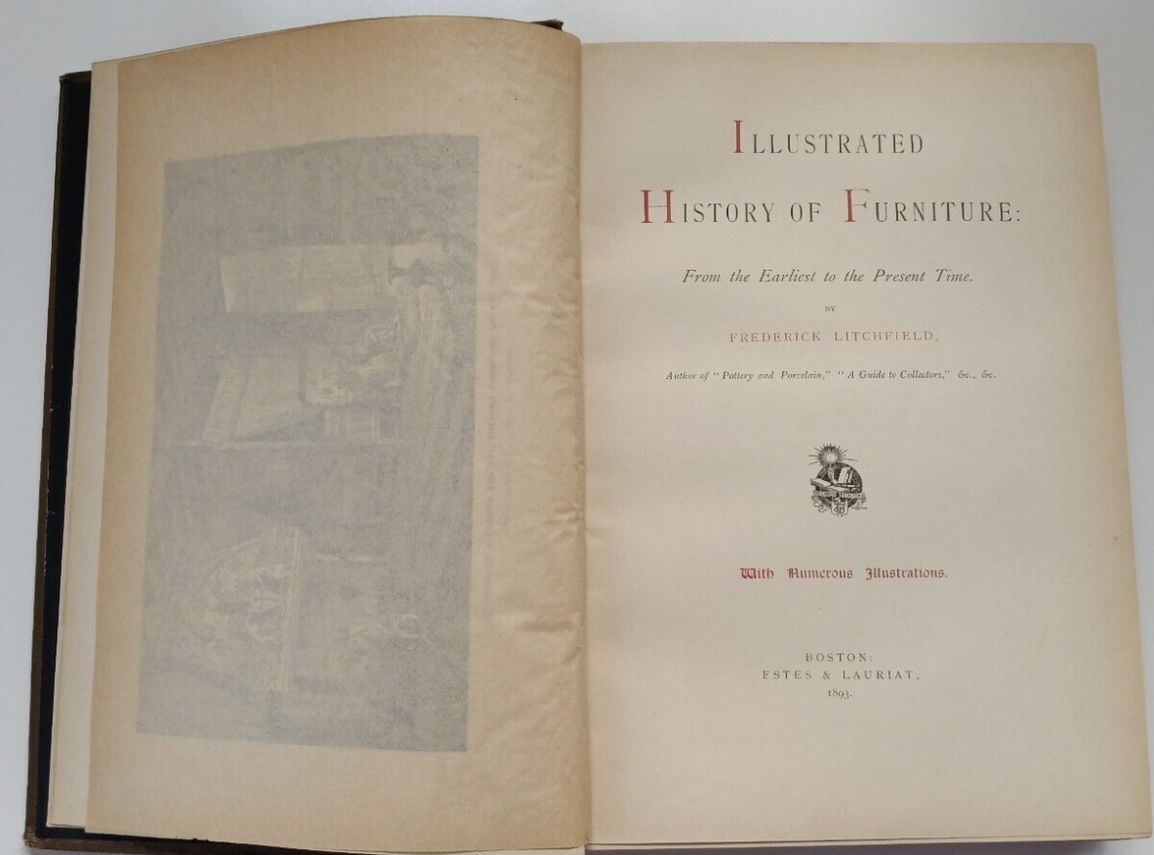 ILLUSTRATED
HISTORY OF FURNITURE:
From the Earliest to the Present Time.
BY
FREDERICK LITCHFIELD,
Author of "Pottery and Porcelain," "A Guide to Collectors," &c., &c.
With Numerous Illustrations.
BOSTON:
ESTES & LAURIAT,
1893.